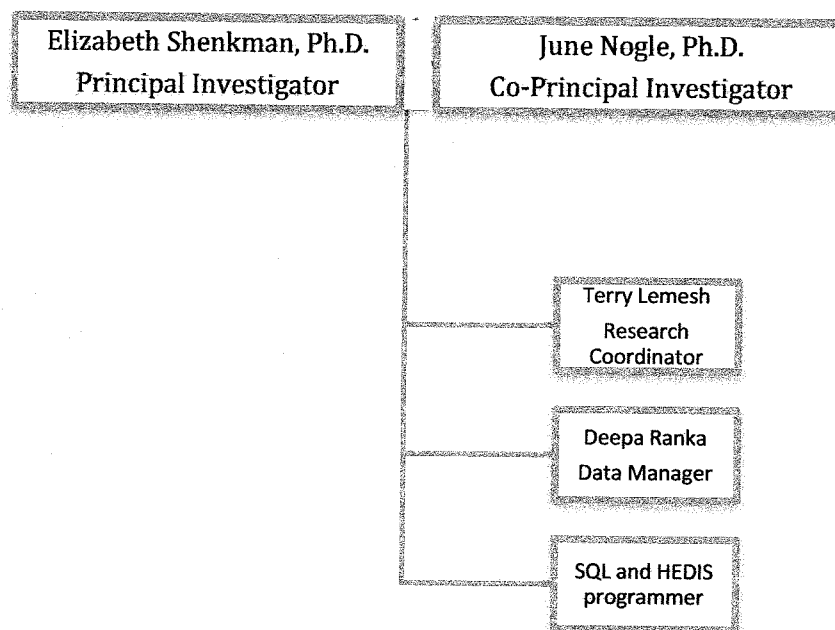 Elizabeth Shenkman, Ph.D.
Principal Investigator
June Nogle, Ph.D.
Co-Principal Investigator
Terry Lemesh
Research
Coordinator
Deepa Ranka
Data Manager
SQL and HEDIS
programmer